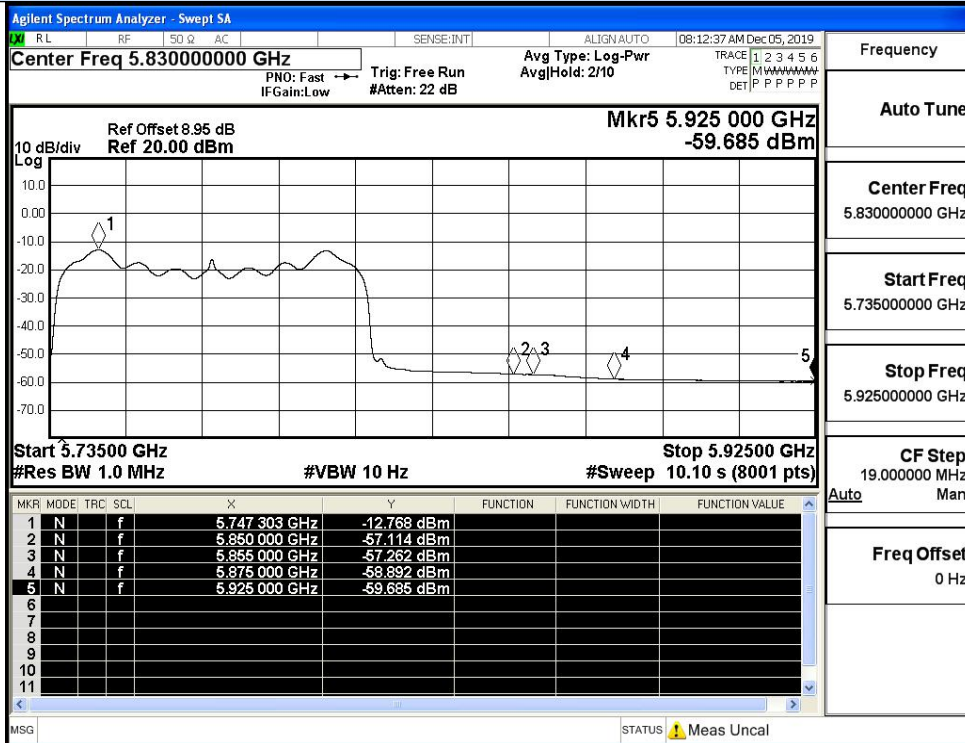 Agilent Spectrum Analyzer - Swept SA
LXI RL RF 50 Ω AC SENSE:INT ALIGN AUTO 08:12:37 AM Dec 05, 2019
Center Freq 5.830000000 GHz
PNO: Fast
IFGain:Low
Trig: Free Run
#Atten: 22 dB
Avg Type: Log-Pwr
Avg|Hold: 2/10
TRACE 1 2 3 4 5 6
TYPE M WWWWW
DET P P P P P P
Mkr5 5.925 000 GHz
-59.685 dBm
Ref Offset 8.95 dB
10 dB/div Ref 20.00 dBm
Log
10.0
0.00
-10.0
-20.0
-30.0
-40.0
-50.0
-60.0
-70.0
1
2
3
4
5
Start 5.73500 GHz Stop 5.92500 GHz
#Res BW 1.0 MHz #VBW 10 Hz #Sweep 10.10 s (8001 pts)
MKR MODE TRC SCL X Y FUNCTION FUNCTION WIDTH FUNCTION VALUE
1 N f 5.747 303 GHz -12.768 dBm
2 N f 5.850 000 GHz -57.114 dBm
3 N f 5.855 000 GHz -57.262 dBm
4 N f 5.875 000 GHz -58.892 dBm
5 N f 5.925 000 GHz -59.685 dBm
6
7
8
9
10
11
MSG STATUS Meas Uncal
Frequency
Auto Tune
Center Freq
5.830000000 GHz
Start Freq
5.735000000 GHz
Stop Freq
5.925000000 GHz
CF Step
19.000000 MHz
Auto Man
Freq Offset
0 Hz